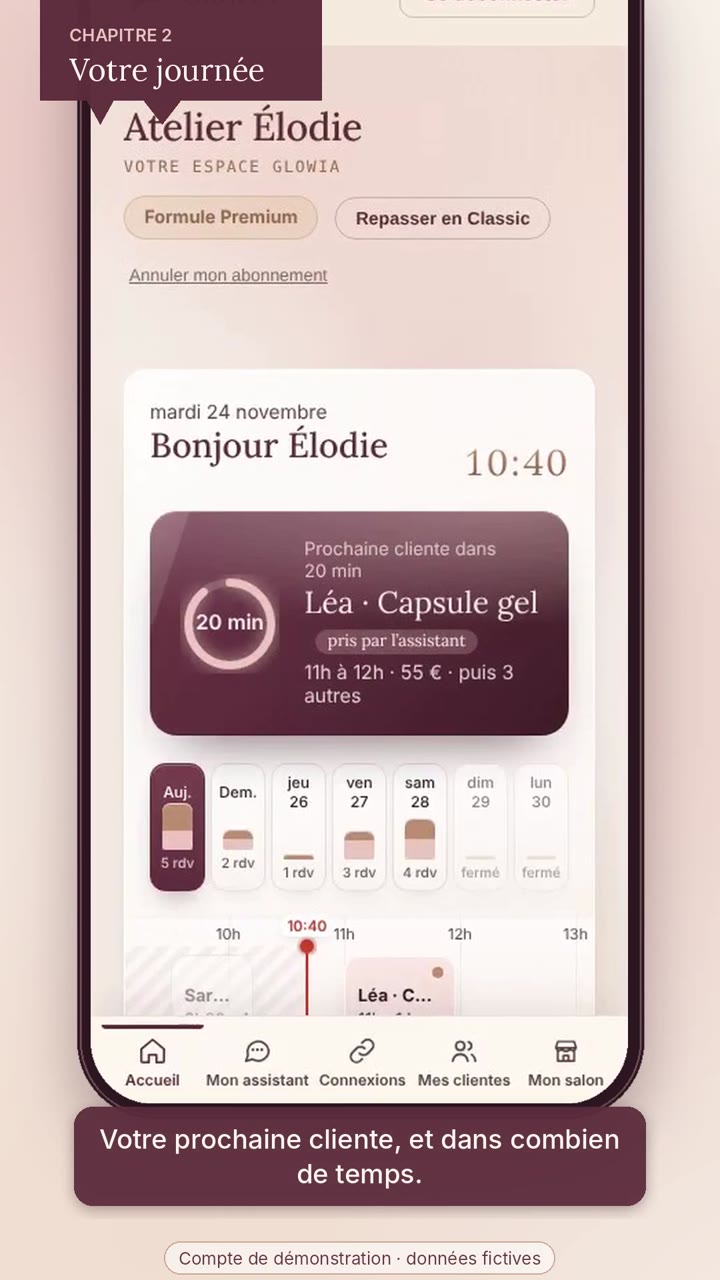 CHAPITRE 2
Votre journée
Atelier Élodie
VOTRE ESPACE GLOWIA
Formule Premium
Repasser en Classic
Annuler mon abonnement
mardi 24 novembre
Bonjour Élodie
10:40
Prochaine cliente dans
20 min
20 min
Léa · Capsule gel
pris par l'assistant
11h à 12h · 55 € · puis 3
autres
Auj.
5 rdv
Dem.
2 rdv
jeu
26
1 rdv
ven
27
3 rdv
sam
28
4 rdv
dim
29
fermé
lun
30
fermé
10h
10:40
11h
12h
13h
Sar...
Léa · C...
Accueil
Mon assistant
Connexions
Mes clientes
Mon salon
Votre prochaine cliente, et dans combien
de temps.
Compte de démonstration · données fictives